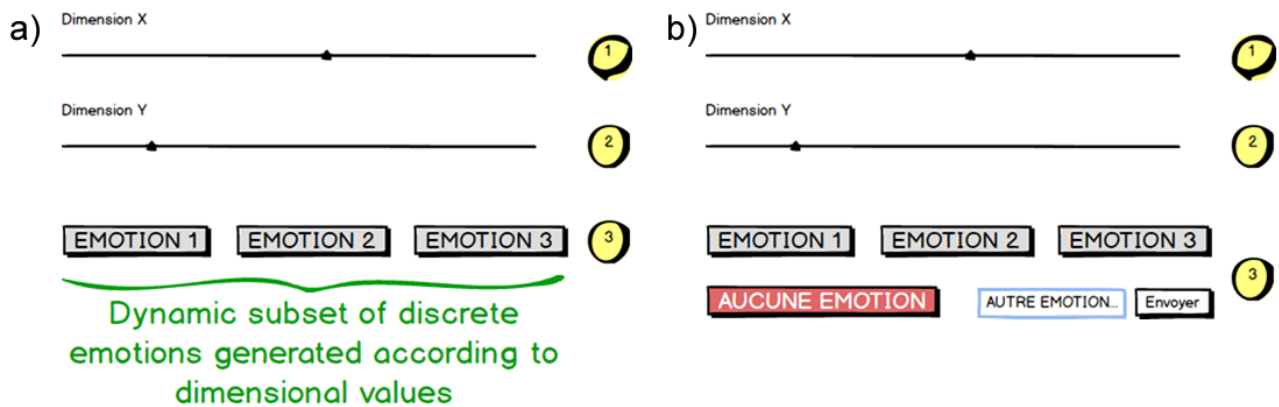 a)
Dimension X
1
Dimension Y
2
EMOTION 1 EMOTION 2 EMOTION 3
3
Dynamic subset of discrete
emotions generated according to
dimensional values
b)
Dimension X
1
Dimension Y
2
EMOTION 1 EMOTION 2 EMOTION 3
AUCUNE EMOTION AUTRE EMOTION... Envoyer
3